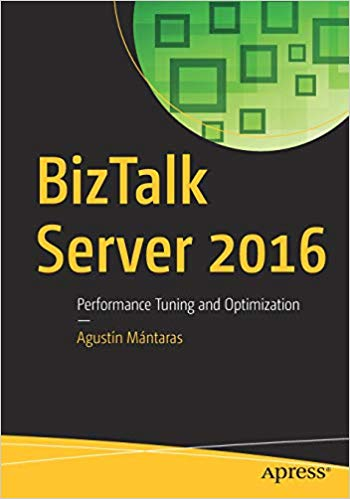 BizTalk
Server 2016
Performance Tuning and Optimization
—
Agustín Mántaras
Apress®